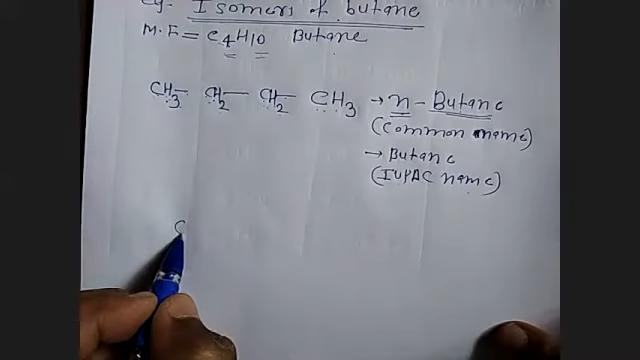 eg. Isomers of butane
M.F = C4H10 Butane
CH3- CH2- CH2- CH3 → n-Butane
(Common name)
→ Butane
(IUPAC name)
C